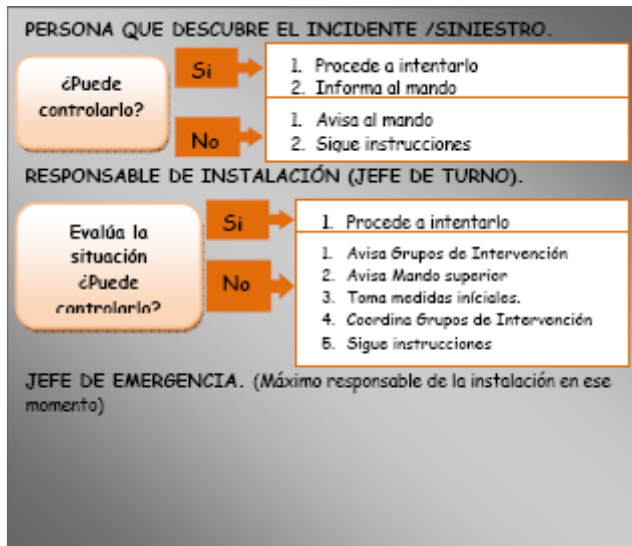 PERSONA QUE DESCUBRE EL INCIDENTE /SINIESTRO.
¿Puede
controlarlo?
Si
1. Procede a intentarlo
2. Informa al mando
No
1. Avisa al mando
2. Sigue instrucciones
RESPONSABLE DE INSTALACIÓN (JEFE DE TURNO).
Evalúa la
situación
¿Puede
controlarlo?
Si
1. Procede a intentarlo
No
1. Avisa Grupos de Intervención
2. Avisa Mando superior
3. Toma medidas iníciales.
4. Coordina Grupos de Intervención
5. Sigue instrucciones
JEFE DE EMERGENCIA. (Máximo responsable de la instalación en ese
momento)